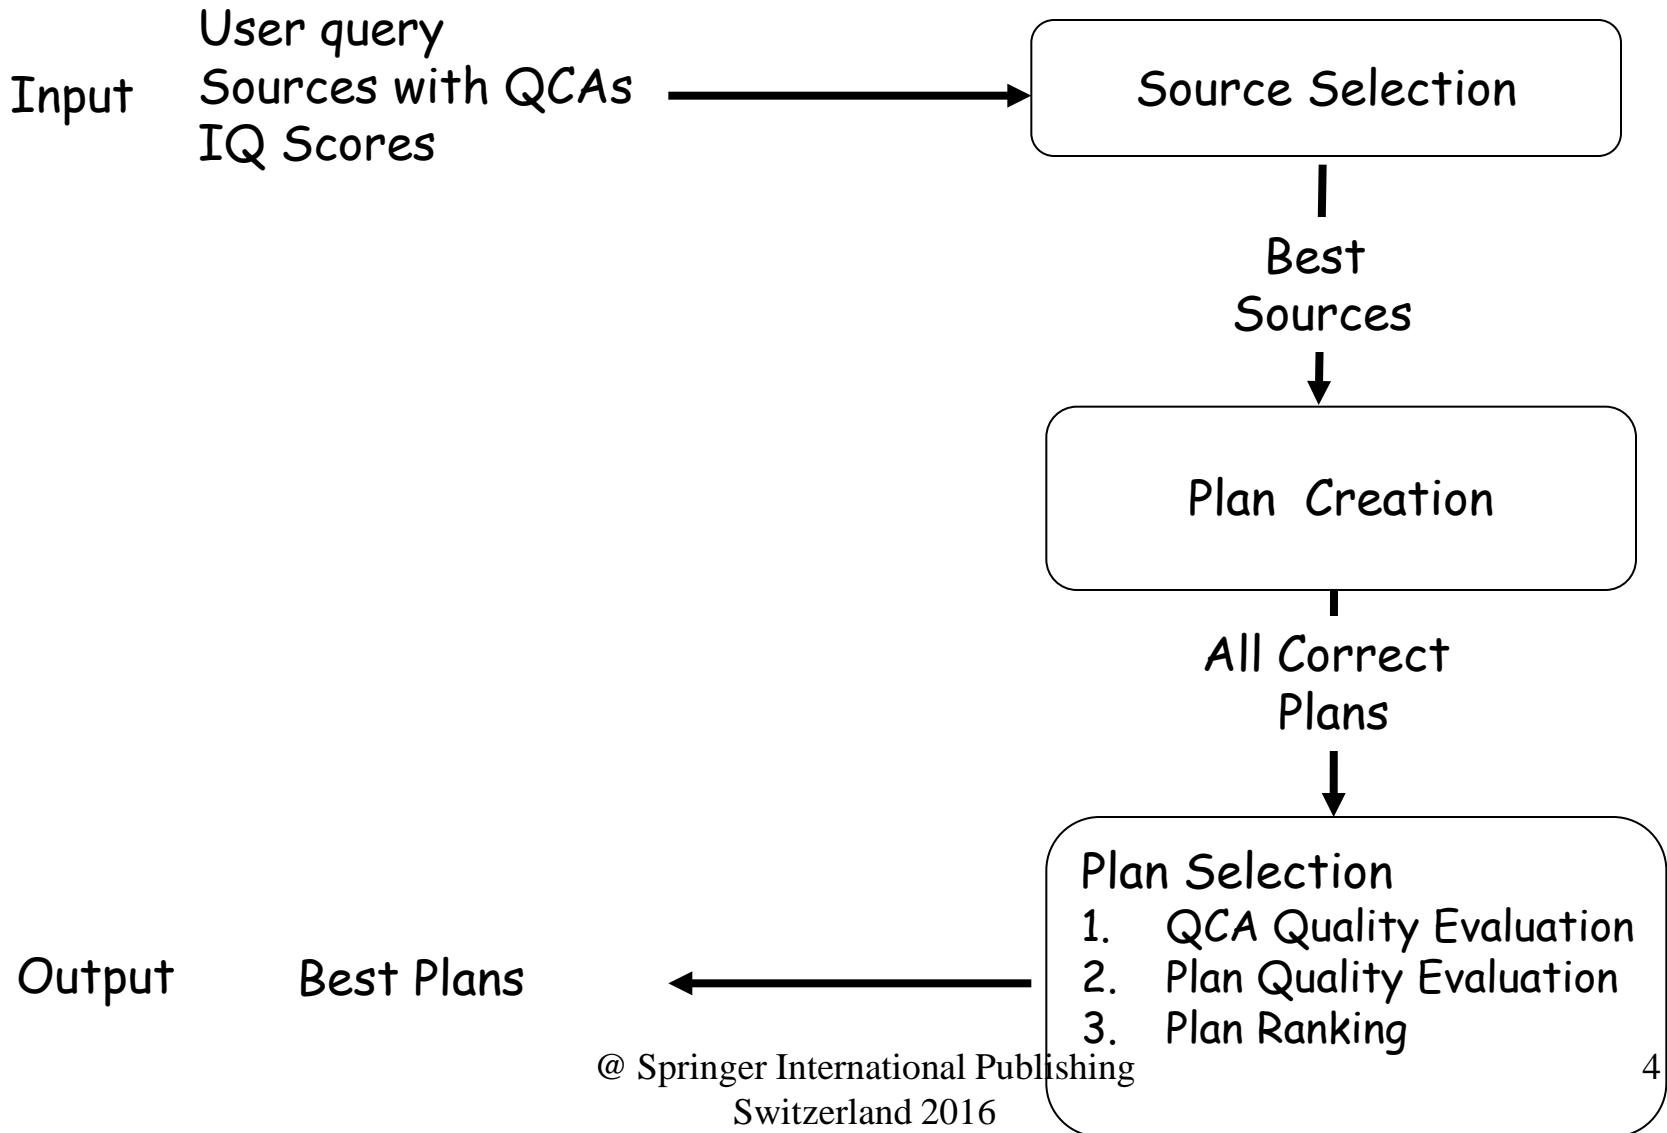 Input
User query
Sources with QCAs
IQ Scores
Source Selection
Best
Sources
Plan Creation
All Correct
Plans
Plan Selection
1. QCA Quality Evaluation
2. Plan Quality Evaluation
3. Plan Ranking
Output
Best Plans
@ Springer International Publishing
Switzerland 2016
4